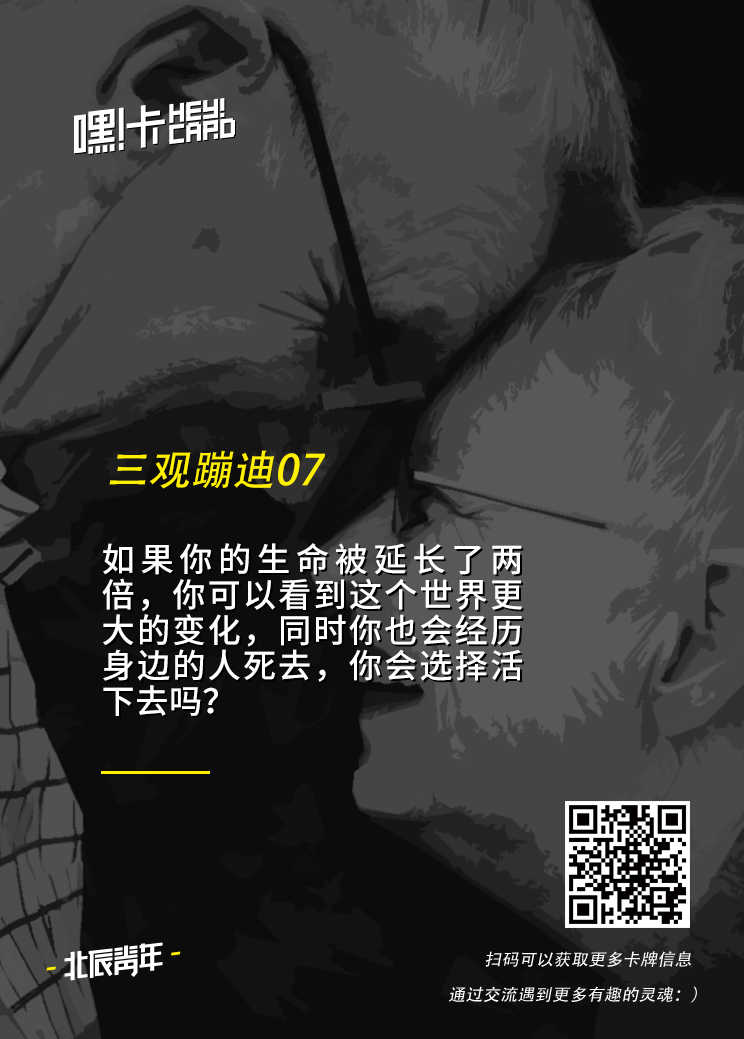 嘿!卡 HEY! CARD
三观蹦迪07
如果你的生命被延长了两
倍，你可以看到这个世界更
大的变化，同时你也会经历
身边的人死去，你会选择活
下去吗？
- 北辰青年 -
扫码可以获取更多卡牌信息
通过交流遇到更多有趣的灵魂：）